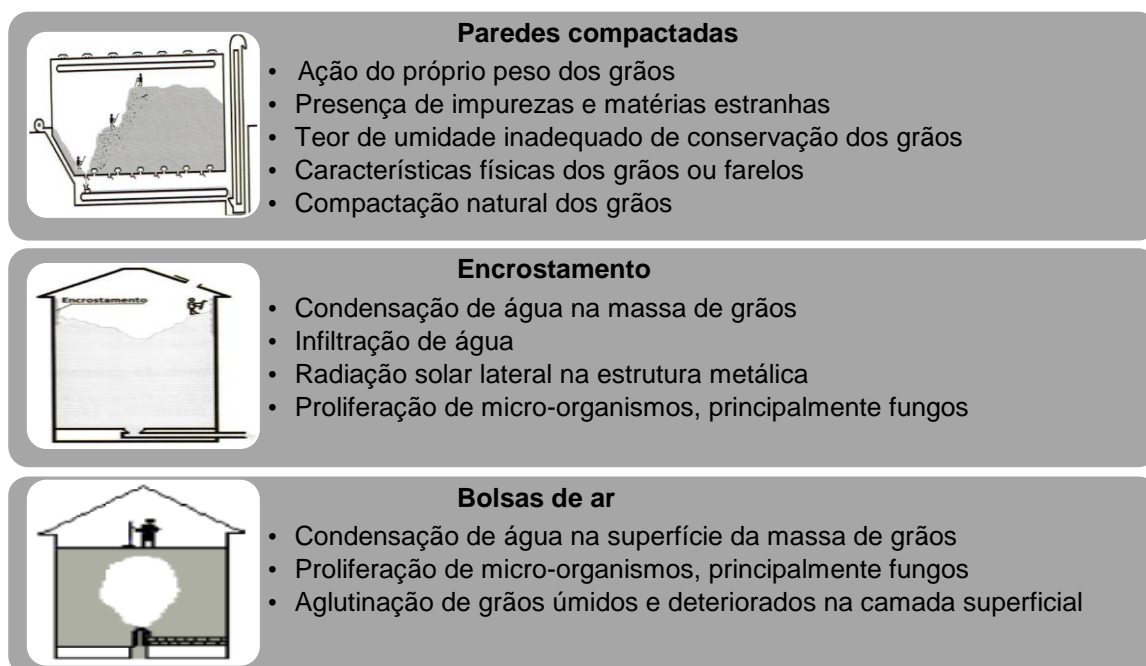 Paredes compactadas
• Ação do próprio peso dos grãos
• Presença de impurezas e matérias estranhas
• Teor de umidade inadequado de conservação dos grãos
• Características físicas dos grãos ou farelos
• Compactação natural dos grãos
Encrostamento
Encrostamento
• Condensação de água na massa de grãos
• Infiltração de água
• Radiação solar lateral na estrutura metálica
• Proliferação de micro-organismos, principalmente fungos
Bolsas de ar
• Condensação de água na superfície da massa de grãos
• Proliferação de micro-organismos, principalmente fungos
• Aglutinação de grãos úmidos e deteriorados na camada superficial